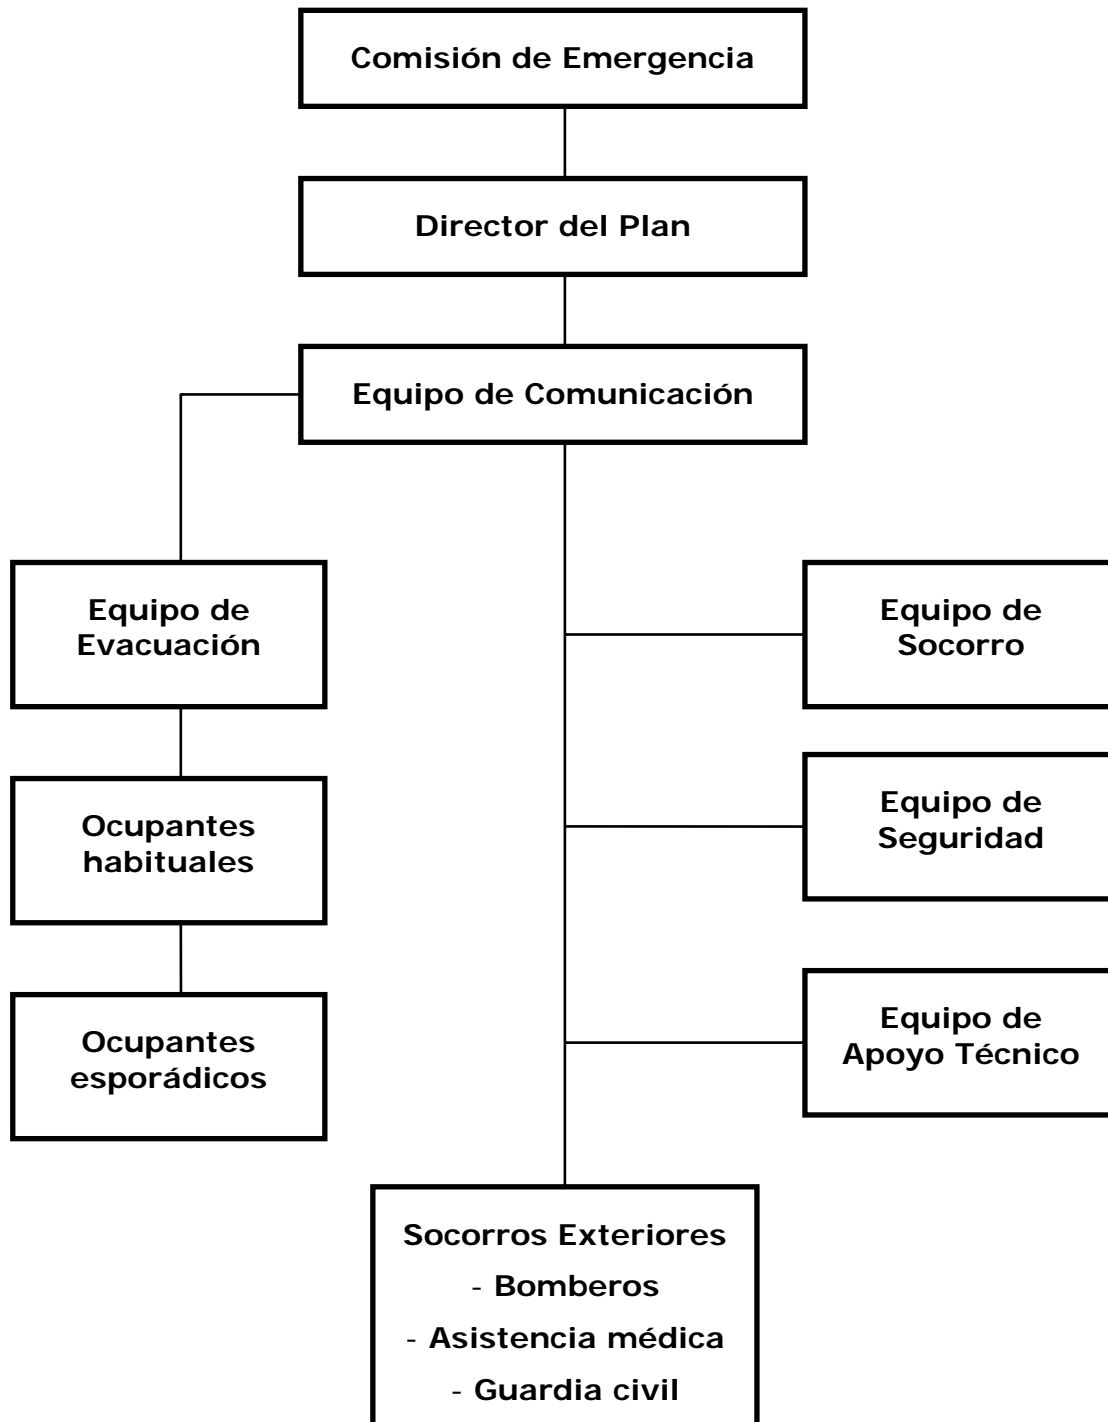 Comisión de Emergencia
Director del Plan
Equipo de Comunicación
Equipo de
Evacuación
Ocupantes
habituales
Ocupantes
esporádicos
Equipo de
Socorro
Equipo de
Seguridad
Equipo de
Apoyo Técnico
Socorros Exteriores
- Bomberos
- Asistencia médica
- Guardia civil